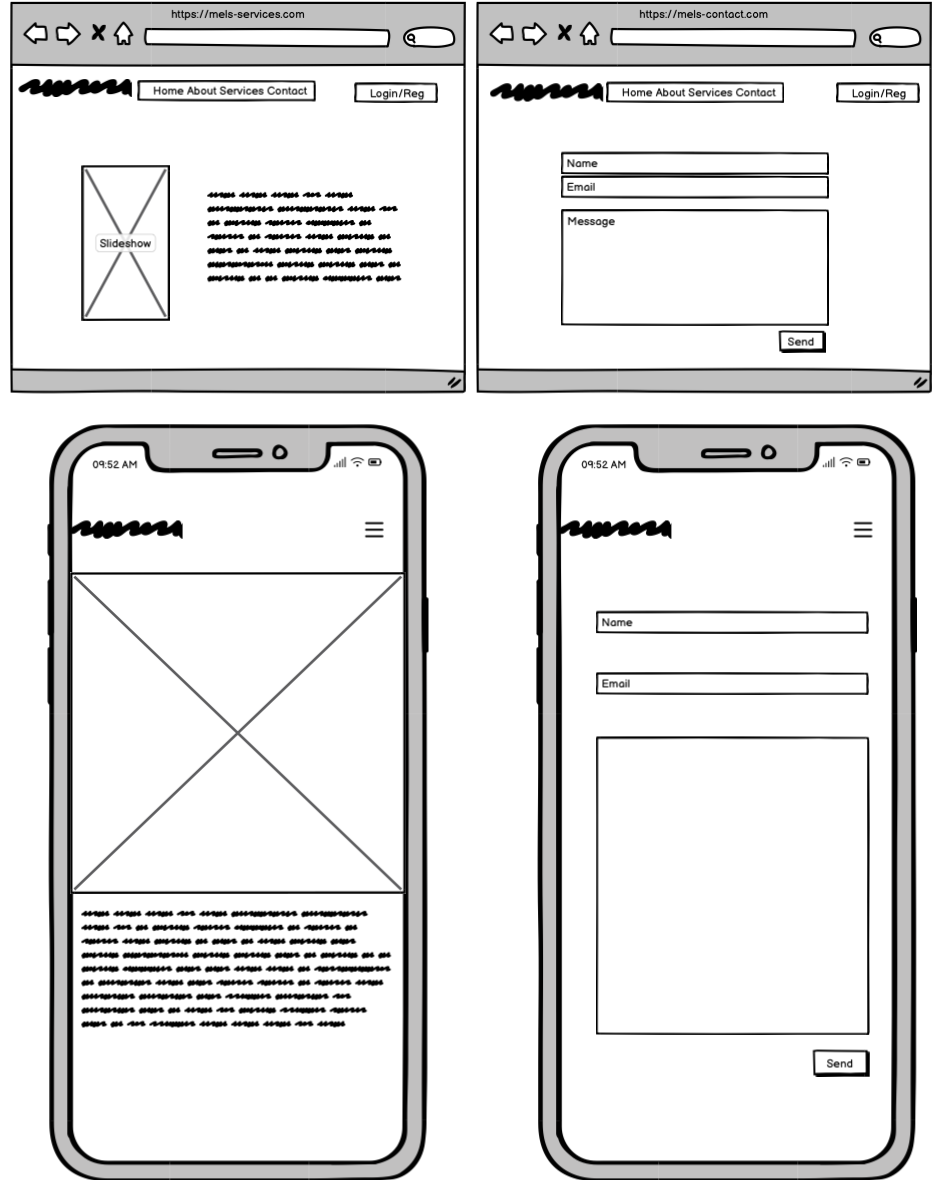 https://mels-services.com
Home About Services Contact
Login/Reg
Slideshow
https://mels-contact.com
Home About Services Contact
Login/Reg
Name
Email
Message
Send
09:52 AM
09:52 AM
Name
Email
Send